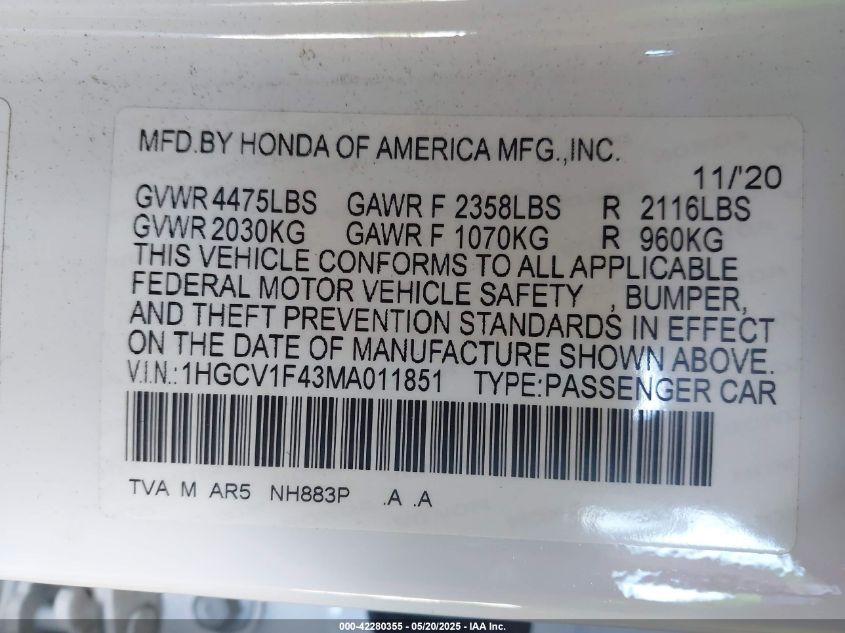 MFD.BY HONDA OF AMERICA MFG.,INC.
11/'20
GVWR 4475LBS GAWR F 2358LBS R 2116LBS
GVWR 2030KG GAWR F 1070KG R 960KG
THIS VEHICLE CONFORMS TO ALL APPLICABLE
FEDERAL MOTOR VEHICLE SAFETY , BUMPER,
AND THEFT PREVENTION STANDARDS IN EFFECT
ON THE DATE OF MANUFACTURE SHOWN ABOVE.
V.I.N.:1HGCV1F43MA011851 TYPE:PASSENGER CAR
TVA M AR5 NH883P .A .A
000-42280355 — 05/20/2025 — IAA Inc.